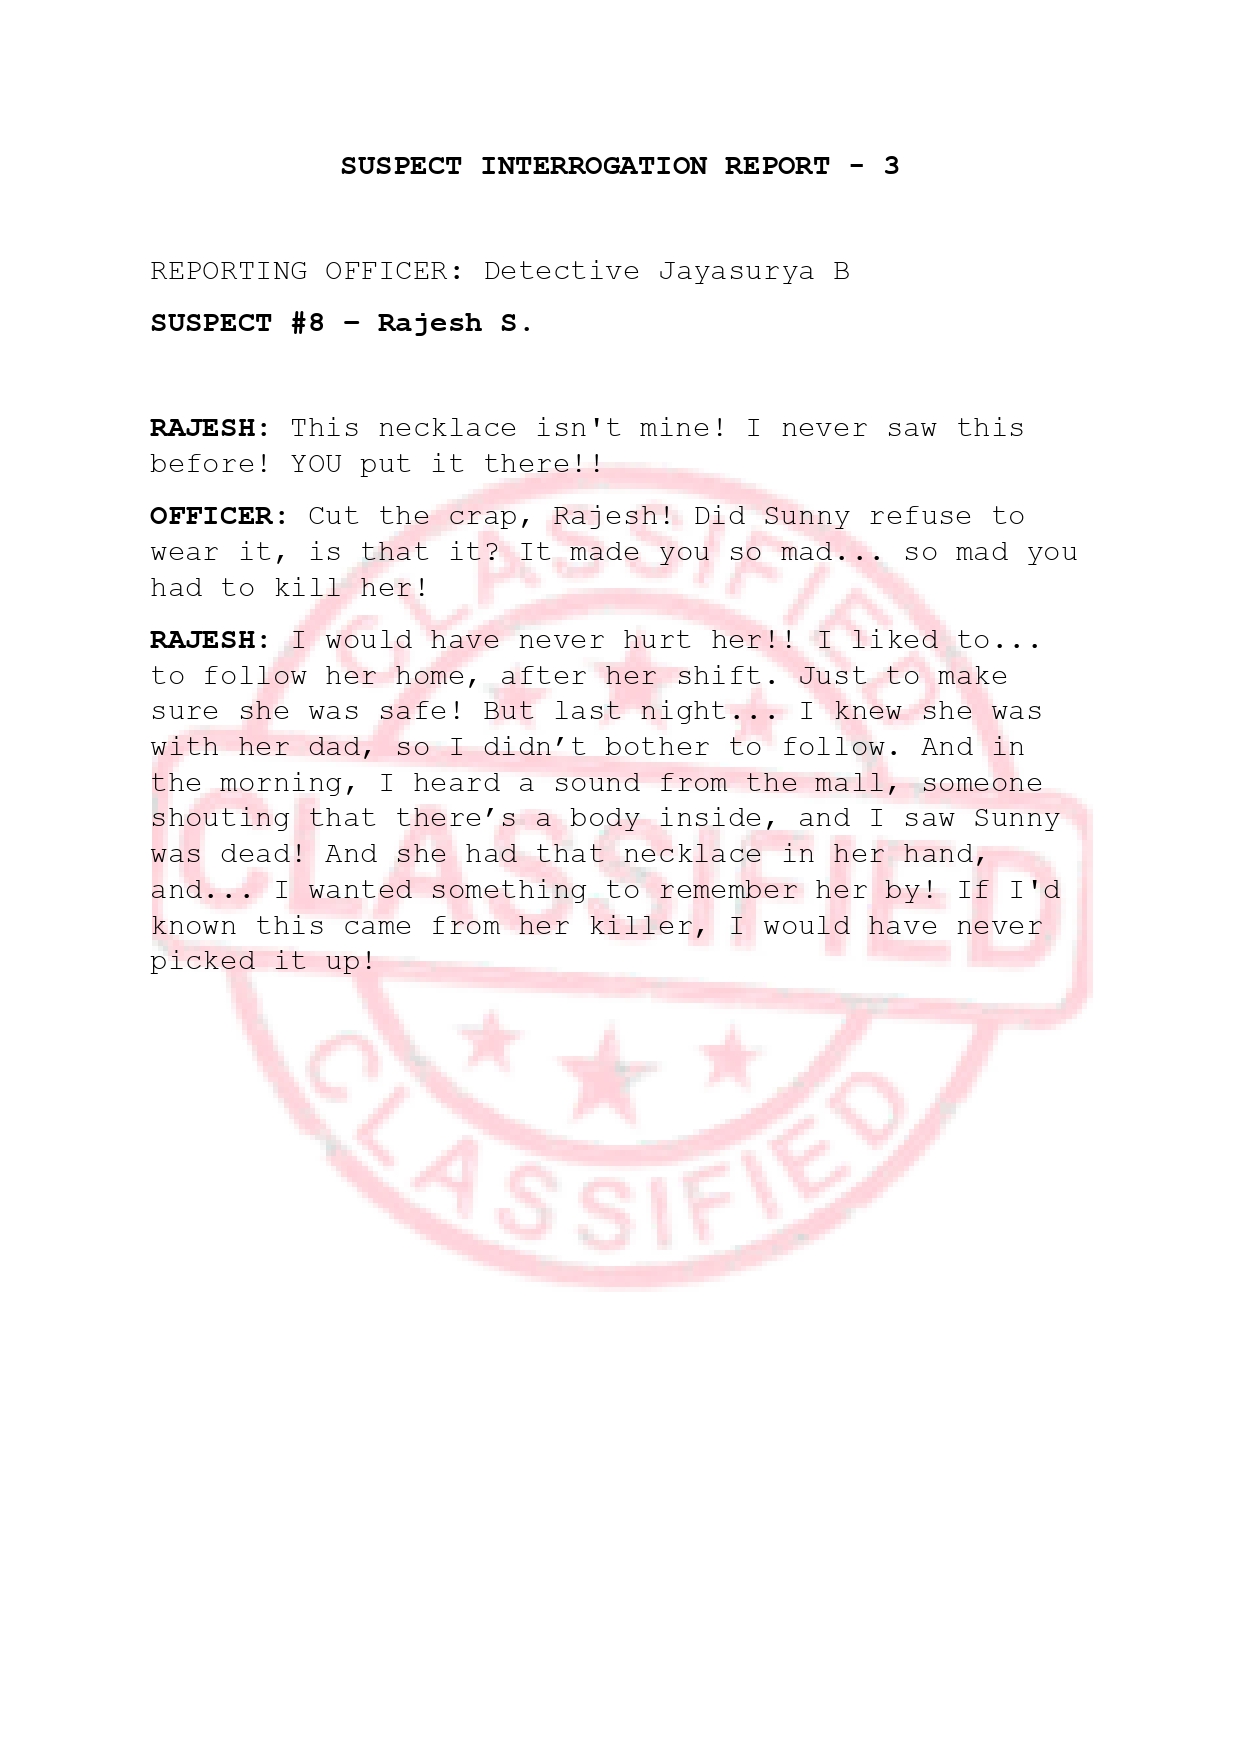 SUSPECT INTERROGATION REPORT - 3
REPORTING OFFICER: Detective Jayasurya B
SUSPECT #8 – Rajesh S.
RAJESH: This necklace isn't mine! I never saw this
before! YOU put it there!!
OFFICER: Cut the crap, Rajesh! Did Sunny refuse to
wear it, is that it? It made you so mad... so mad you
had to kill her!
RAJESH: I would have never hurt her!! I liked to...
to follow her home, after her shift. Just to make
sure she was safe! But last night... I knew she was
with her dad, so I didn’t bother to follow. And in
the morning, I heard a sound from the mall, someone
shouting that there’s a body inside, and I saw Sunny
was dead! And she had that necklace in her hand,
and... I wanted something to remember her by! If I'd
known this came from her killer, I would have never
picked it up!
CLASSIFIED
CLASSIFIED
CLASSIFIED